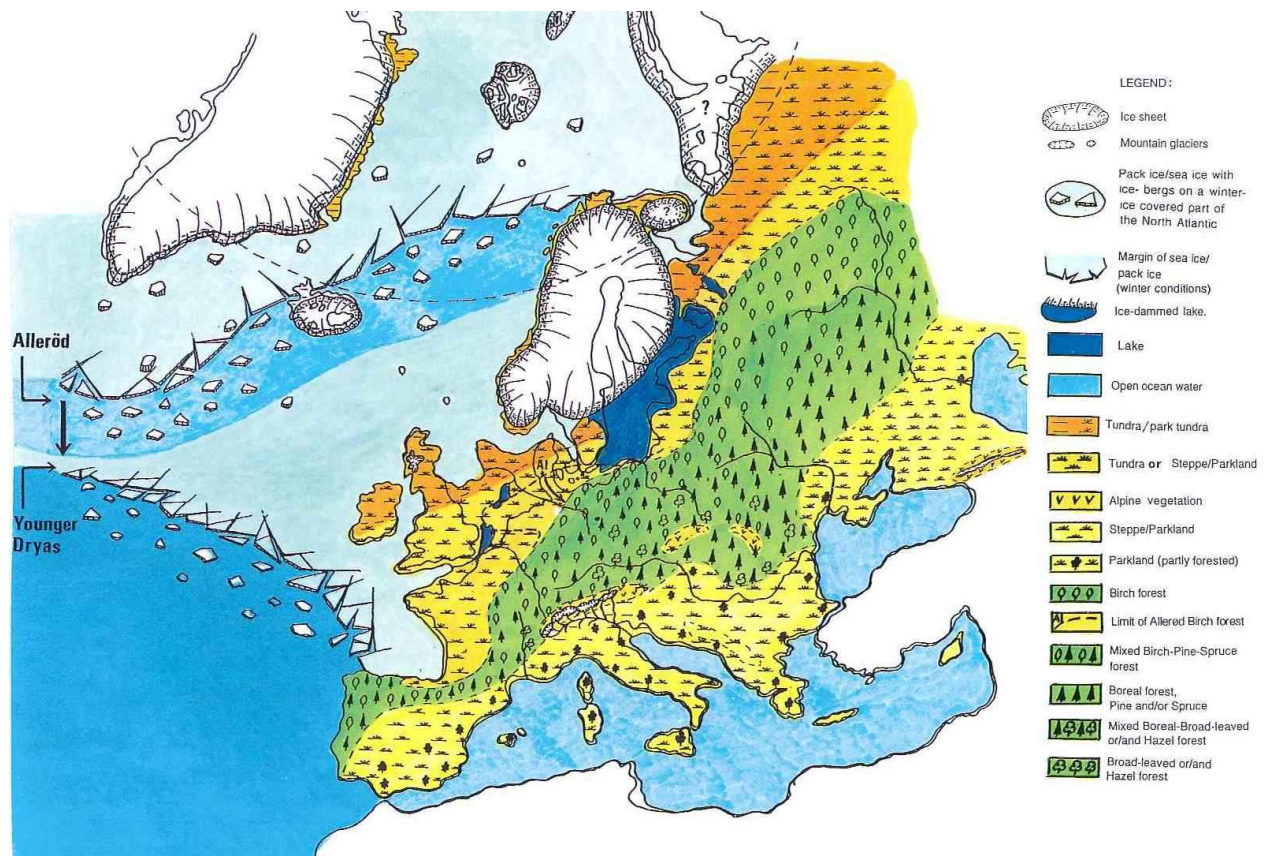 ?
?
Alleröd
Younger
Dryas
Al
LEGEND:
Ice sheet
Mountain glaciers
Pack ice/sea ice with
ice- bergs on a winter-
ice covered part of
the North Atlantic
Margin of sea ice/
pack ice
(winter conditions)
Ice-dammed lake.
Lake
Open ocean water
Tundra/park tundra
Tundra or Steppe/Parkland
Alpine vegetation
Steppe/Parkland
Parkland (partly forested)
Birch forest
Al
Limit of Allered Birch forest
Mixed Birch-Pine-Spruce
forest
Boreal forest,
Pine and/or Spruce
Mixed Boreal-Broad-leaved
or/and Hazel forest
Broad-leaved or/and
Hazel forest